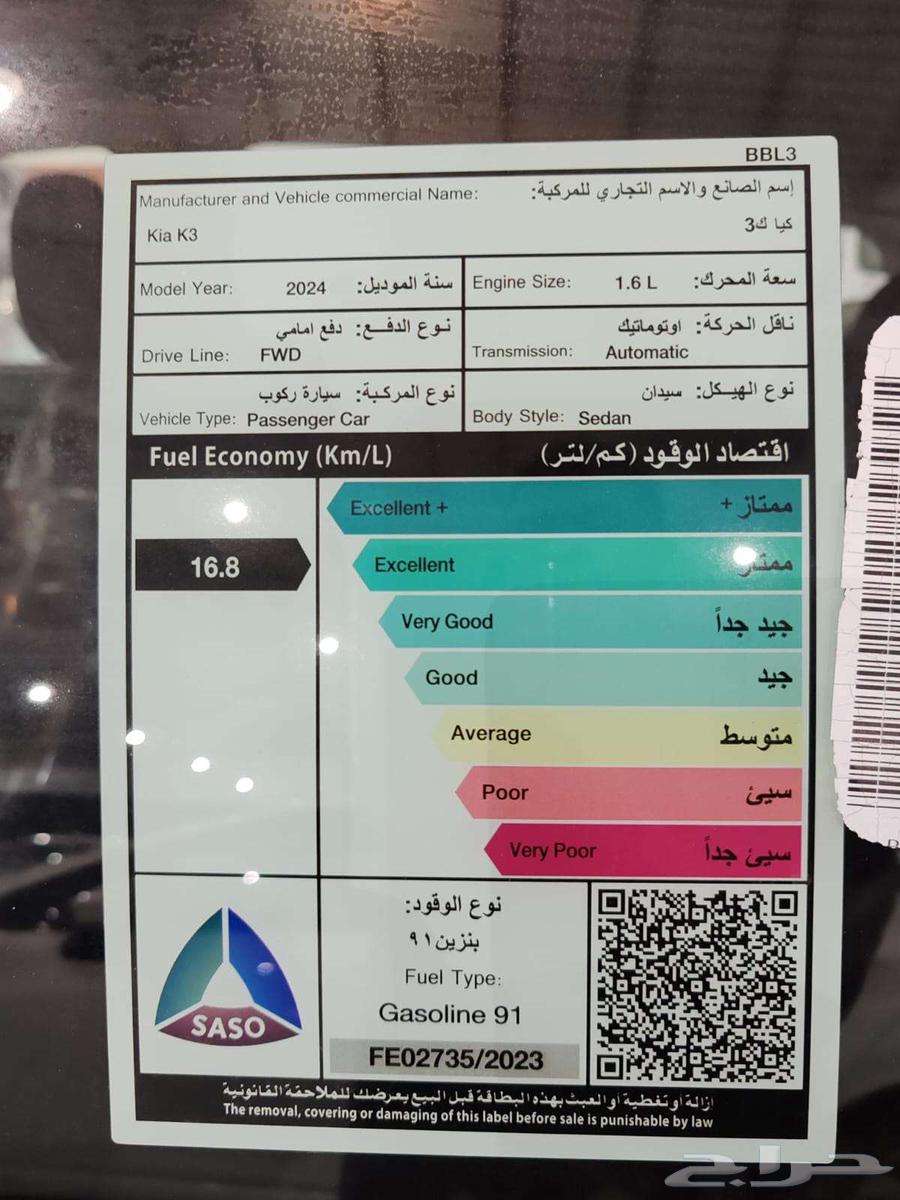 BBL3
Manufacturer and Vehicle commercial Name: إسم الصانع والاسم التجاري للمركبة:
Kia K3 كيا ك3
Model Year: 2024 سنة الموديل:
Engine Size: 1.6 L سعة المحرك:
نوع الدفع: دفع امامي
Drive Line: FWD
ناقل الحركة: اوتوماتيك
Transmission: Automatic
نوع المركبة: سيارة ركوب
Vehicle Type: Passenger Car
نوع الهيكل: سيدان
Body Style: Sedan
Fuel Economy (Km/L) اقتصاد الوقود (كم/لتر)
Excellent + ممتاز +
16.8
Excellent ممتاز
Very Good جيد جداً
Good جيد
Average متوسط
Poor سيئ
Very Poor سيئ جداً
SASO
نوع الوقود:
بنزين ٩١
Fuel Type:
Gasoline 91
FE02735/2023
إزالة أو تغطية أو العبث بهذه البطاقة قبل البيع يعرضك للملاحقة القانونية
The removal, covering or damaging of this label before sale is punishable by law
حراج